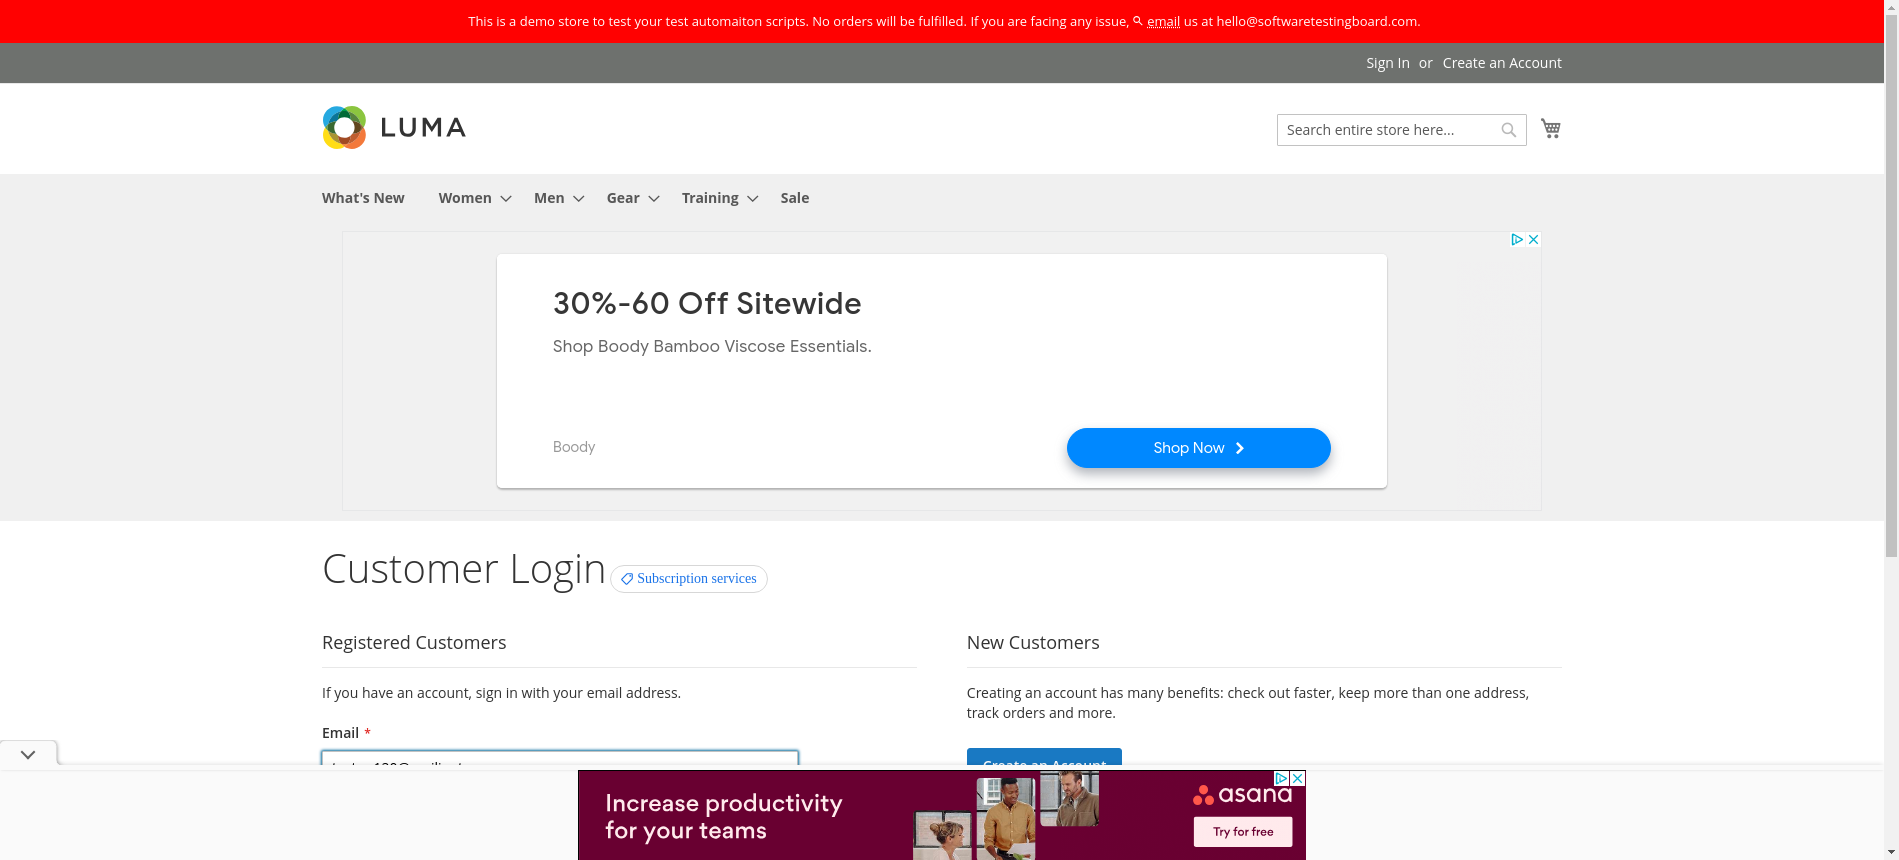 This is a demo store to test your test automaiton scripts. No orders will be fulfilled. If you are facing any issue, email us at hello@softwaretestingboard.com.
Sign In or Create an Account
LUMA
Search entire store here...
What's New Women Men Gear Training Sale
30%-60 Off Sitewide
Shop Boody Bamboo Viscose Essentials.
Boody
Shop Now
Customer Login
Subscription services
Registered Customers
If you have an account, sign in with your email address.
Email *
New Customers
Creating an account has many benefits: check out faster, keep more than one address,
track orders and more.
Create an Account
Increase productivity
for your teams
asana
Try for free